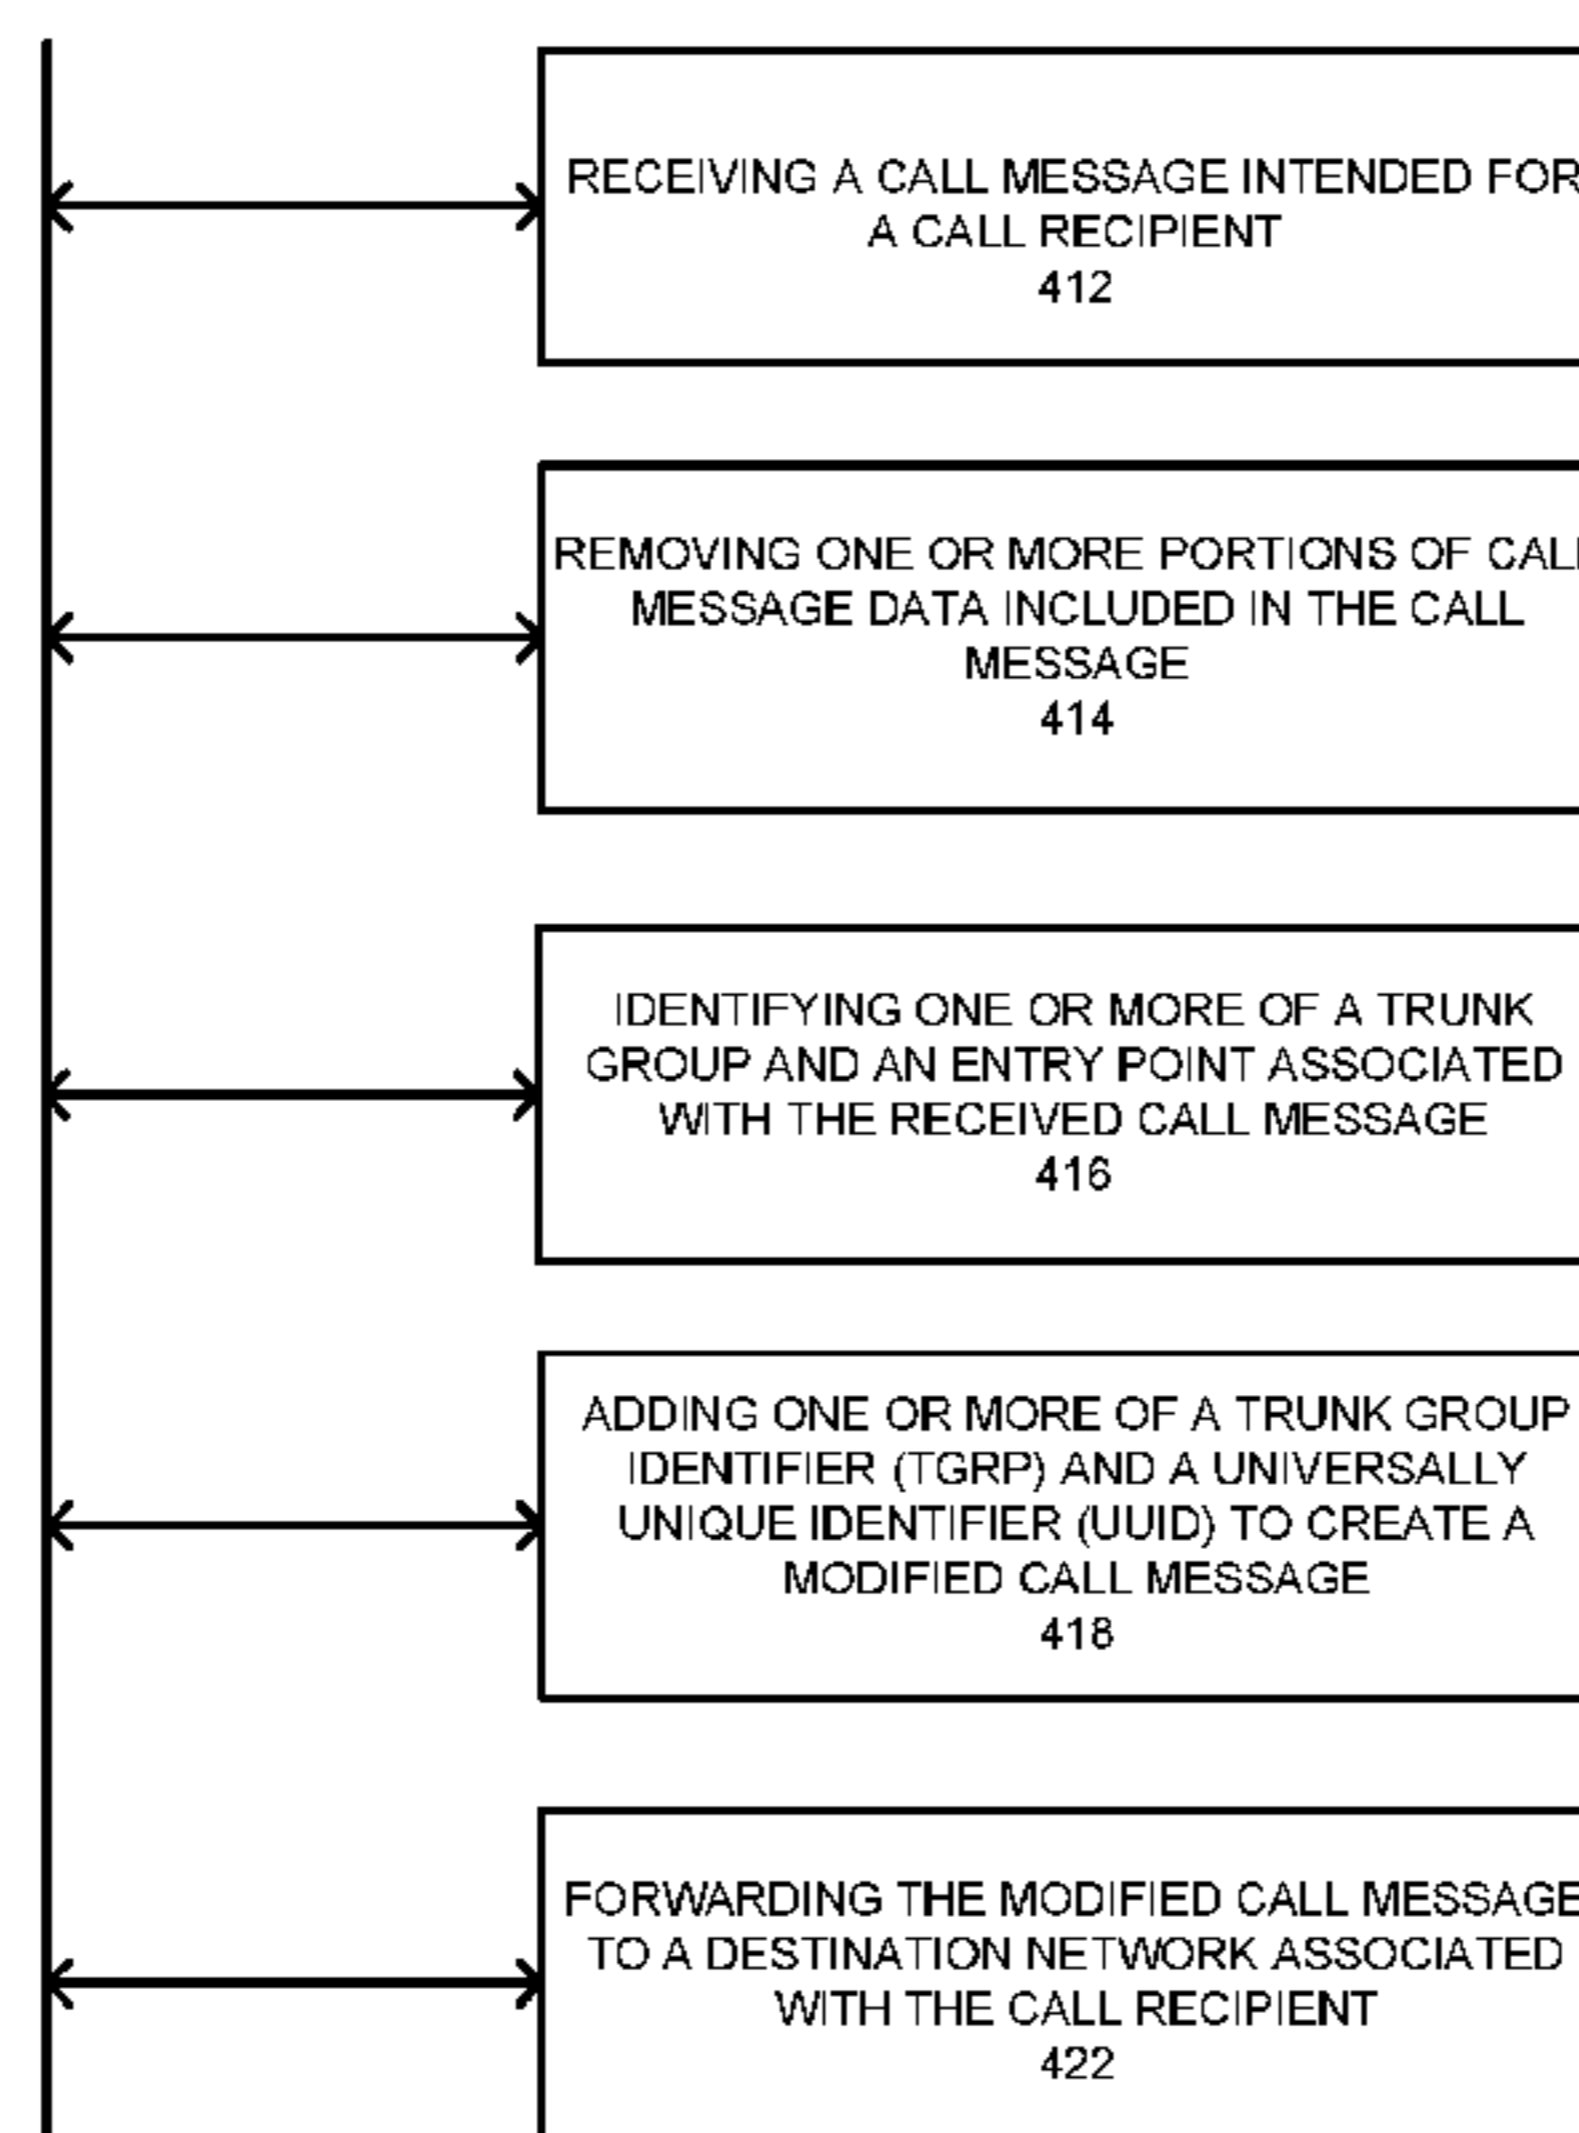 RECEIVING A CALL MESSAGE INTENDED FOR
A CALL RECIPIENT
412
REMOVING ONE OR MORE PORTIONS OF CALL
MESSAGE DATA INCLUDED IN THE CALL
MESSAGE
414
IDENTIFYING ONE OR MORE OF A TRUNK
GROUP AND AN ENTRY POINT ASSOCIATED
WITH THE RECEIVED CALL MESSAGE
416
ADDING ONE OR MORE OF A TRUNK GROUP
IDENTIFIER (TGRP) AND A UNIVERSALLY
UNIQUE IDENTIFIER (UUID) TO CREATE A
MODIFIED CALL MESSAGE
418
FORWARDING THE MODIFIED CALL MESSAGE
TO A DESTINATION NETWORK ASSOCIATED
WITH THE CALL RECIPIENT
422